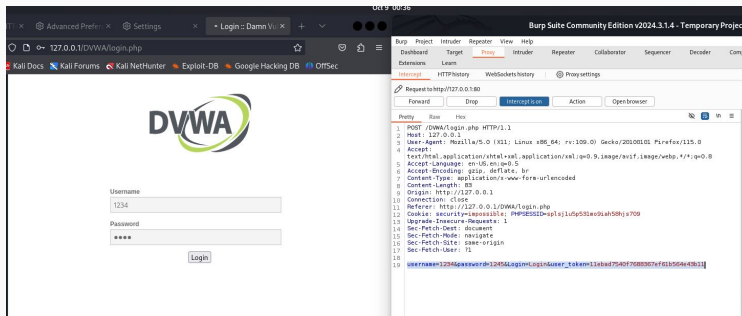 Oct 9 00:36
Advanced Prefer
Settings
Login :: Damn Vul
Burp Suite Community Edition v2024.3.1.4 - Temporary Projec
127.0.0.1/DVWA/login.php
Kali Docs Kali Forums Kali NetHunter Exploit-DB Google Hacking DB OffSec
DVWA
Username
1234
Password
Login
Burp Project Intruder Repeater View Help
Dashboard Target Proxy Intruder Repeater Collaborator Sequencer Decoder Com
Extensions Learn
Intercept HTTP history WebSockets history Proxy settings
Request to http://127.0.0.1:80
Forward Drop Intercept is on Action Open browser
Pretty Raw Hex
1 POST /DVWA/login.php HTTP/1.1
2 Host: 127.0.0.1
3 User-Agent: Mozilla/5.0 (X11; Linux x86_64; rv:109.0) Gecko/20100101 Firefox/115.0
4 Accept:
text/html,application/xhtml+xml,application/xml;q=0.9,image/avif,image/webp,*/*;q=0.8
5 Accept-Language: en-US,en;q=0.5
6 Accept-Encoding: gzip, deflate, br
7 Content-Type: application/x-www-form-urlencoded
8 Content-Length: 83
9 Origin: http://127.0.0.1
10 Connection: close
11 Referer: http://127.0.0.1/DVWA/login.php
12 Cookie: security=impossible; PHPSESSID=splsj1u5p531mo9iah58hjs709
13 Upgrade-Insecure-Requests: 1
14 Sec-Fetch-Dest: document
15 Sec-Fetch-Mode: navigate
16 Sec-Fetch-Site: same-origin
17 Sec-Fetch-User: ?1
18
19 username=1234&password=1245&Login=Login&user_token=11ebad7540f7686367ef61b564e43b11